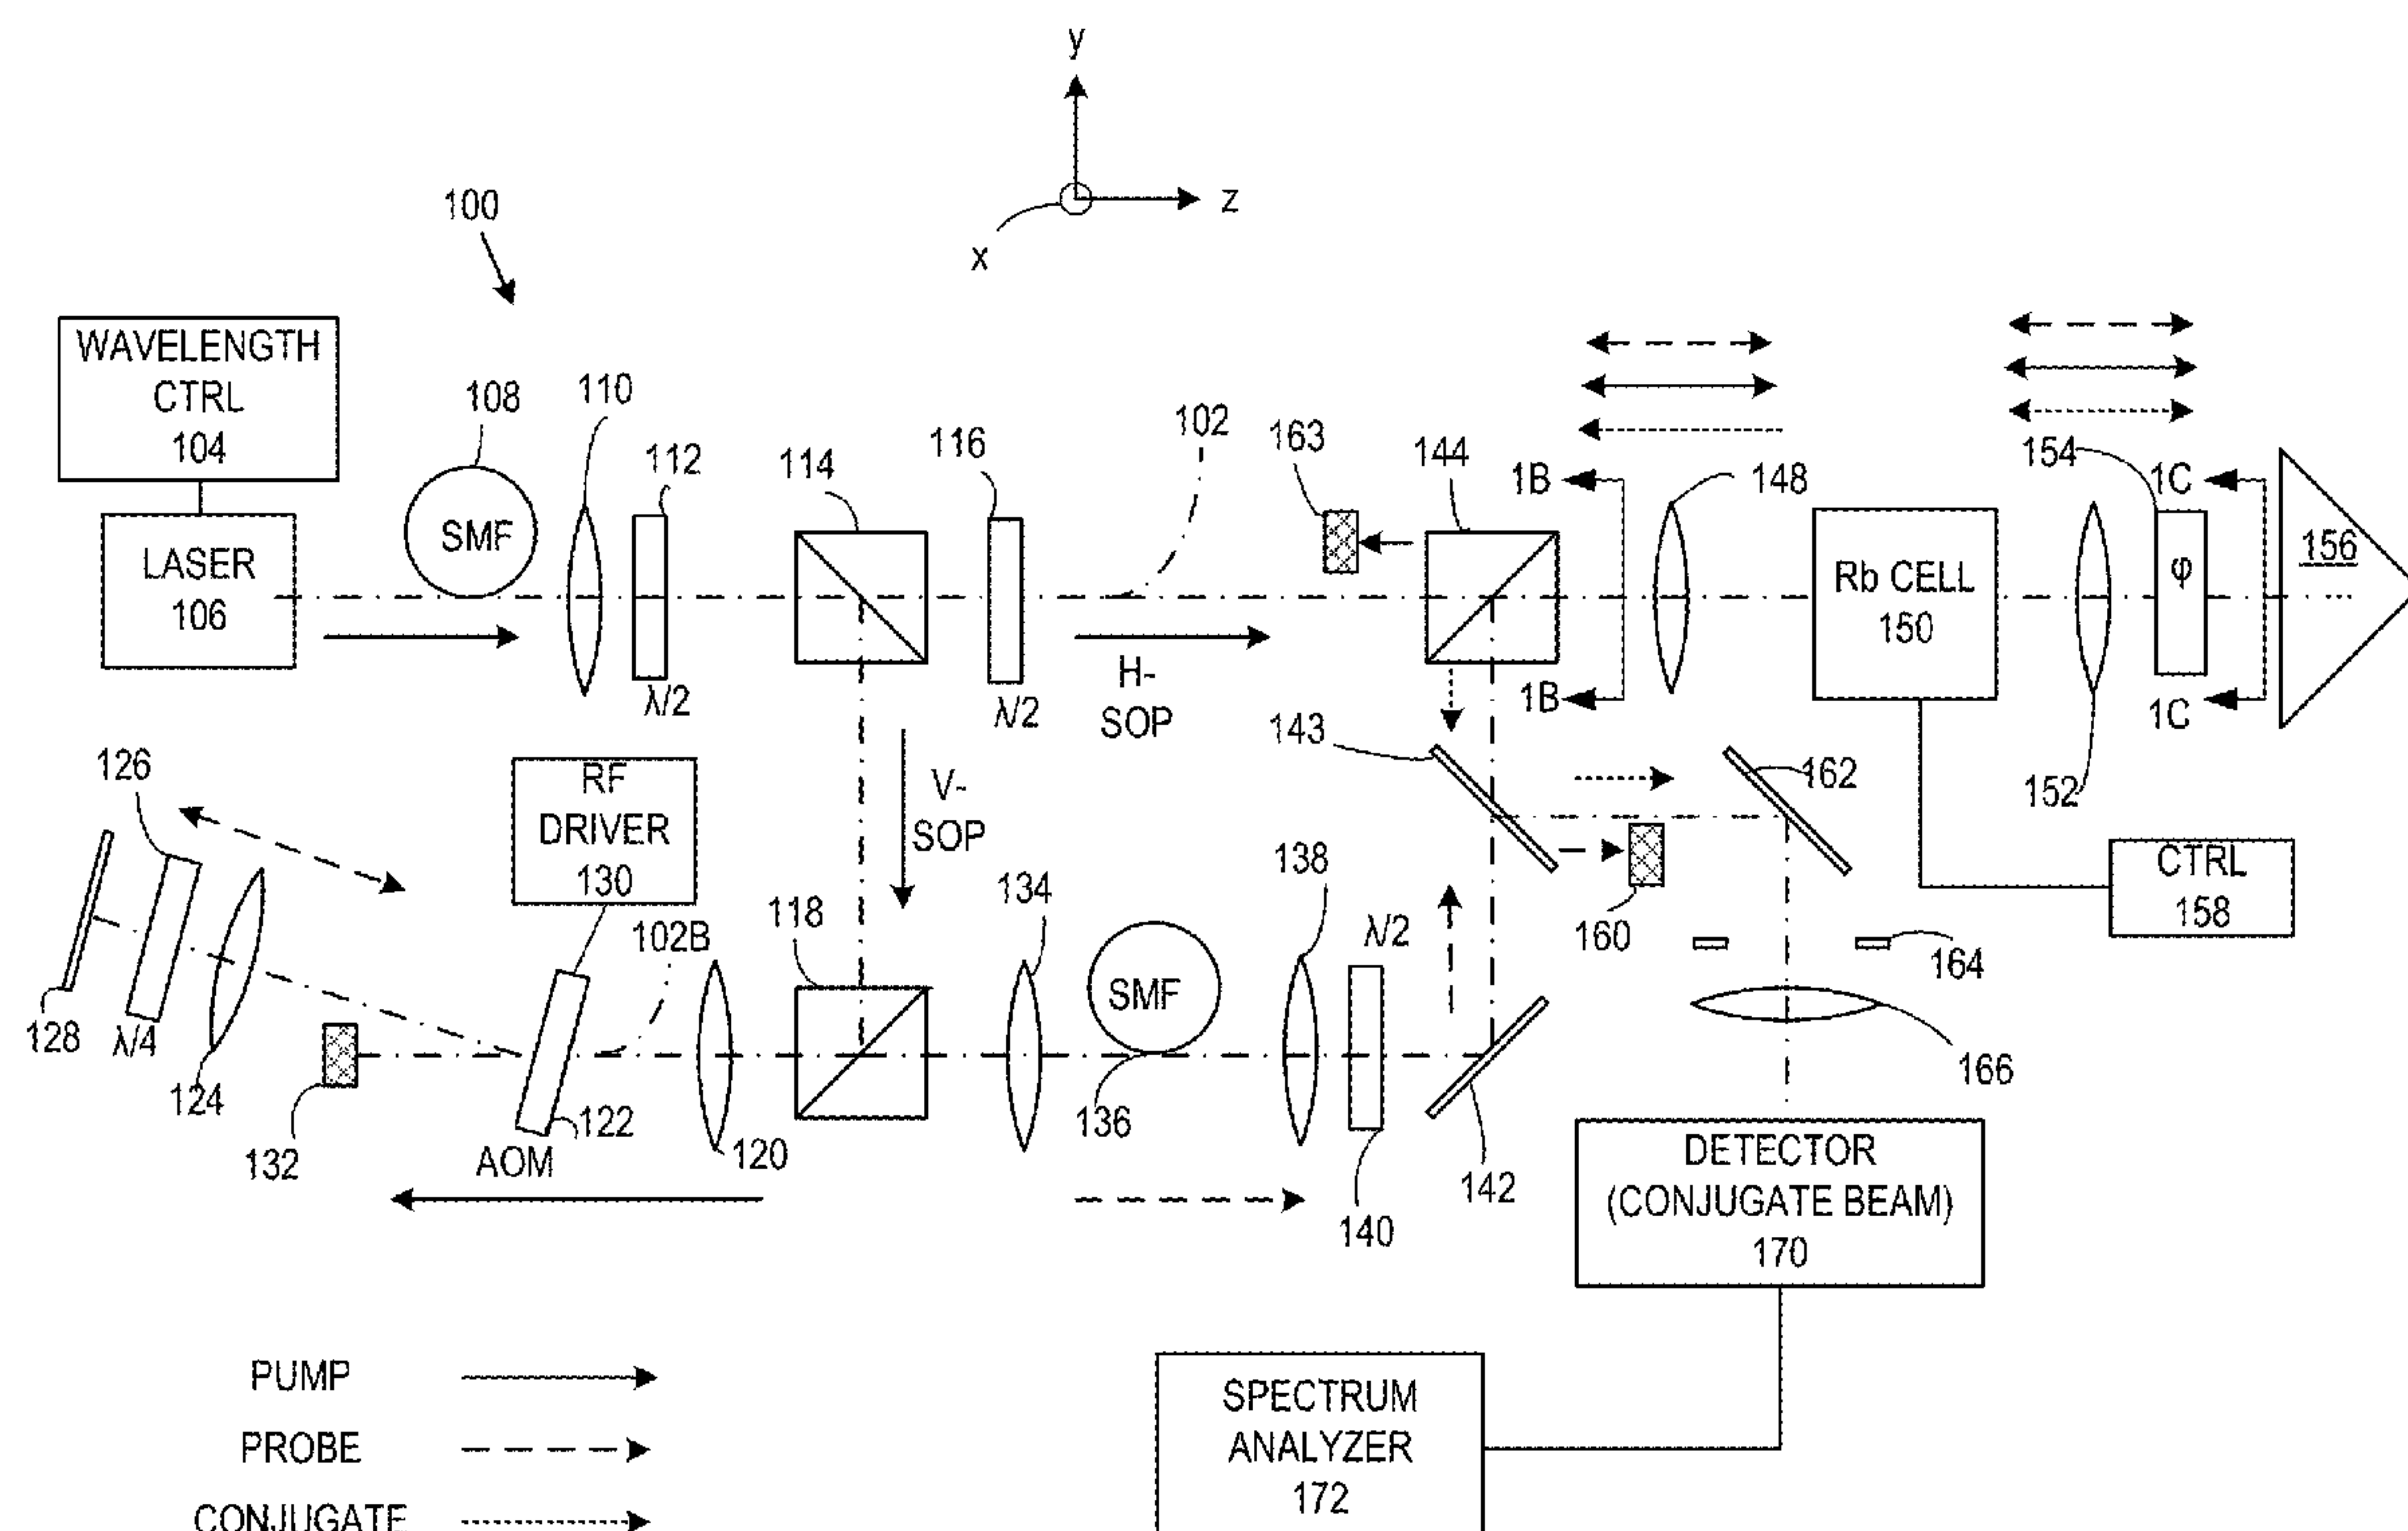 y
z
x
100
WAVELENGTH
CTRL
104
LASER
106
108
SMF
110
112
λ/2
114
116
λ/2
102
H-
SOP
163
144
1B
1B
148
Rb CELL
150
154
φ
152
1C
1C
156
V-
SOP
143
162
160
164
166
CTRL
158
126
RF
DRIVER
130
102B
118
134
138
λ/2
SMF
136
128
λ/4
124
132
AOM
122
120
140
142
DETECTOR
(CONJUGATE BEAM)
170
SPECTRUM
ANALYZER
172
PUMP
PROBE
CONJUGATE